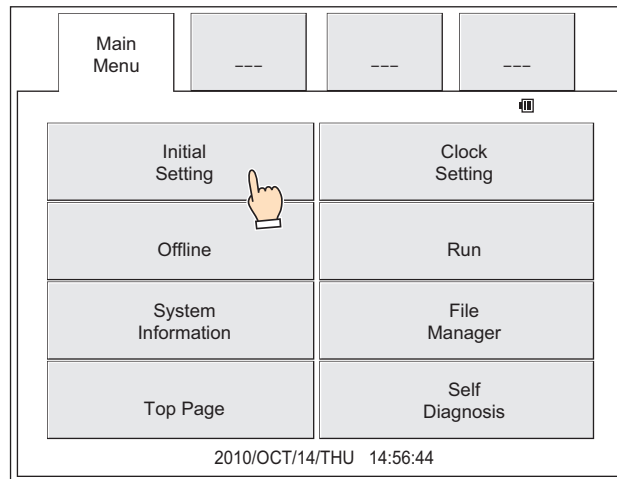 Main
Menu
---
---
---
Initial
Setting
Clock
Setting
Offline
Run
System
Information
File
Manager
Top Page
Self
Diagnosis
2010/OCT/14/THU 14:56:44